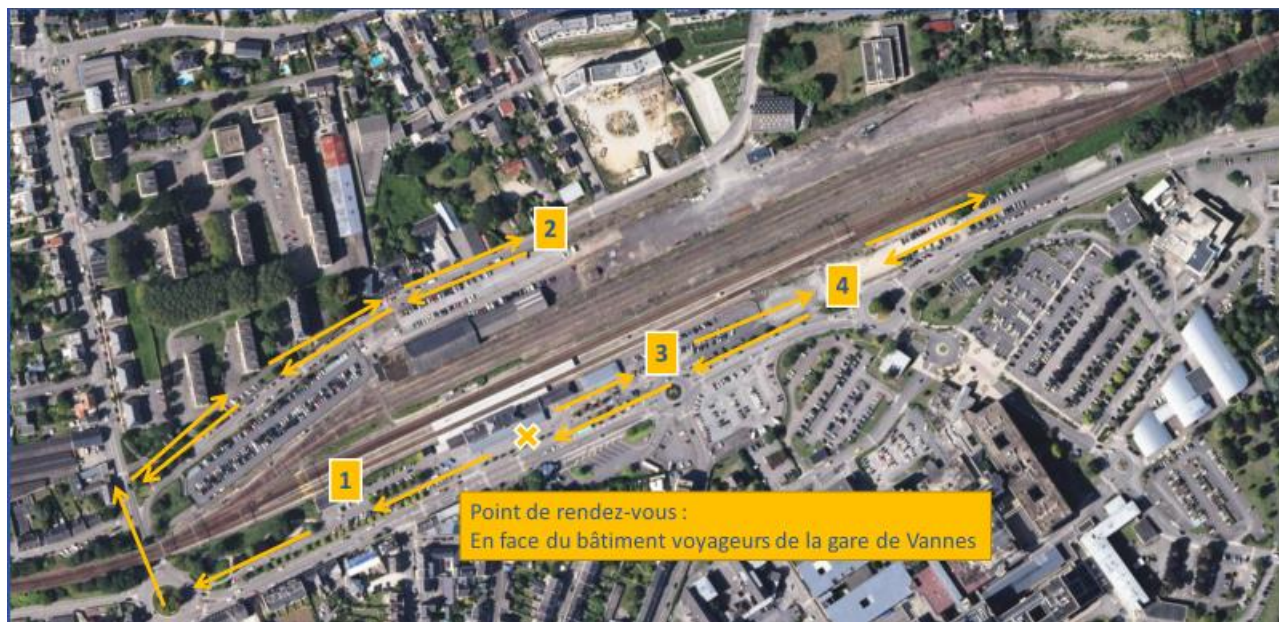 2
4
3
1
Point de rendez-vous :
En face du bâtiment voyageurs de la gare de Vannes